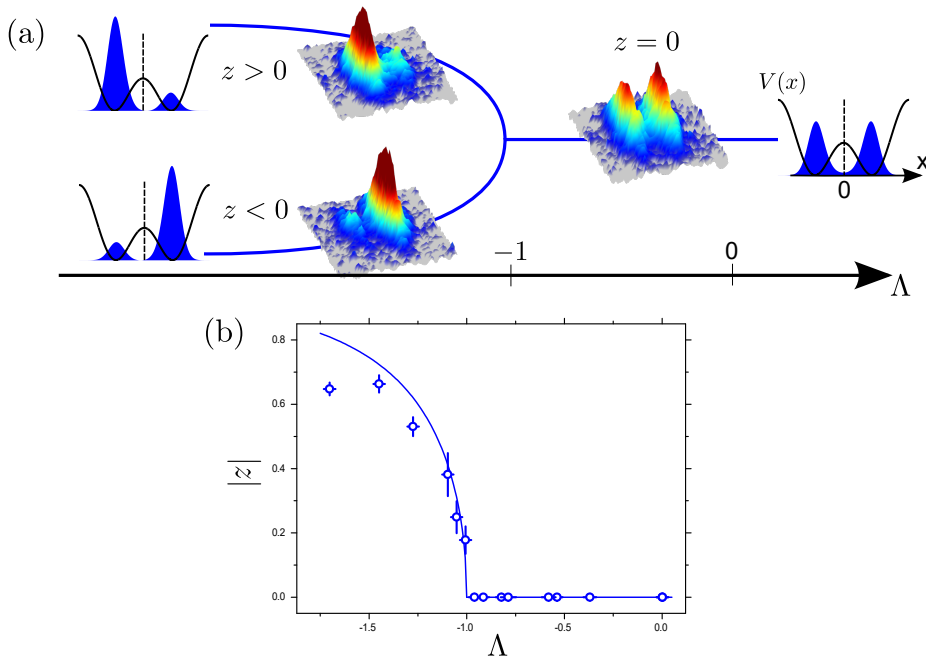 (a)
z > 0
z = 0
V(x)
z < 0
x
0
−1
0
Λ
(b)
0.8
0.6
0.4
0.2
0.0
|z|
-1.5
-1.0
-0.5
0.0
Λ